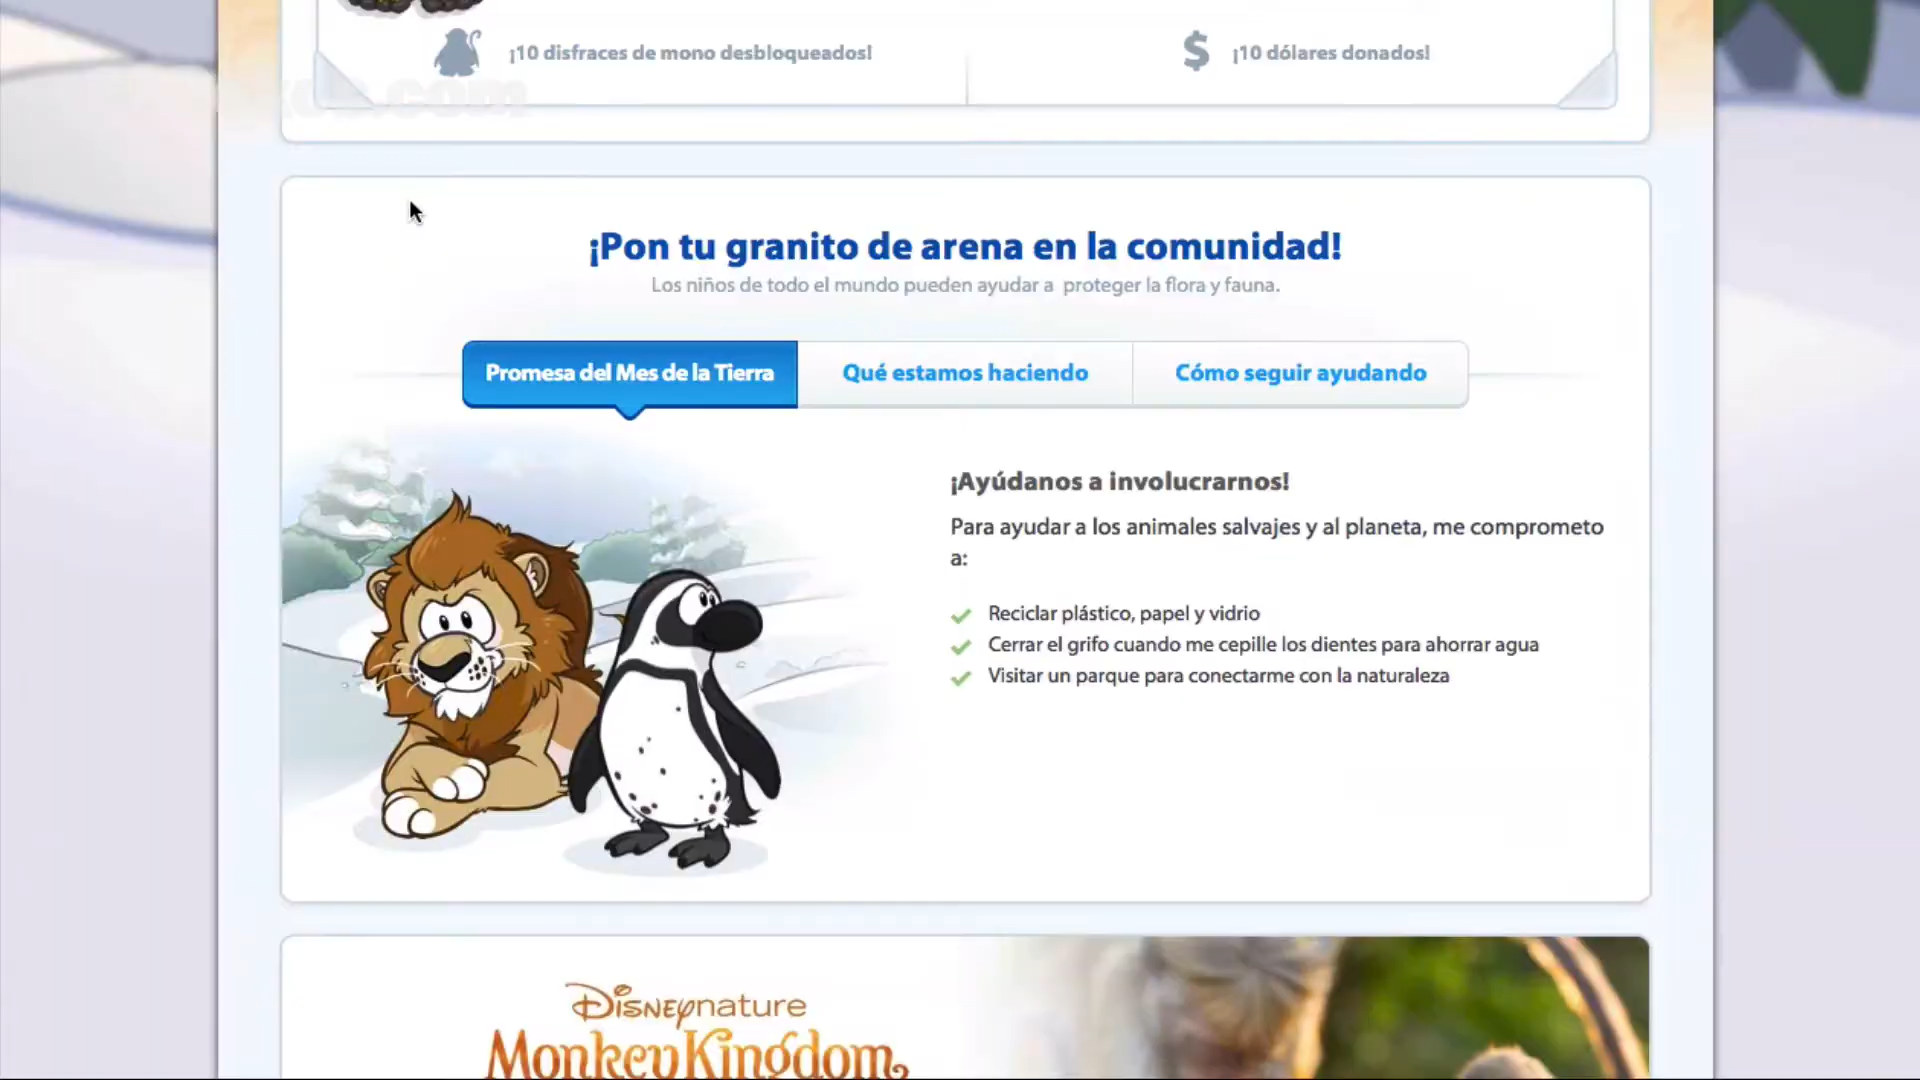 ¡10 disfraces de mono desbloqueados!
$ ¡10 dólares donados!
.com
¡Pon tu granito de arena en la comunidad!
Los niños de todo el mundo pueden ayudar a proteger la flora y fauna.
Promesa del Mes de la Tierra
Qué estamos haciendo
Cómo seguir ayudando
¡Ayúdanos a involucrarnos!
Para ayudar a los animales salvajes y al planeta, me comprometo
a:
Reciclar plástico, papel y vidrio
Cerrar el grifo cuando me cepille los dientes para ahorrar agua
Visitar un parque para conectarme con la naturaleza
Disneynature
Monkey Kingdom